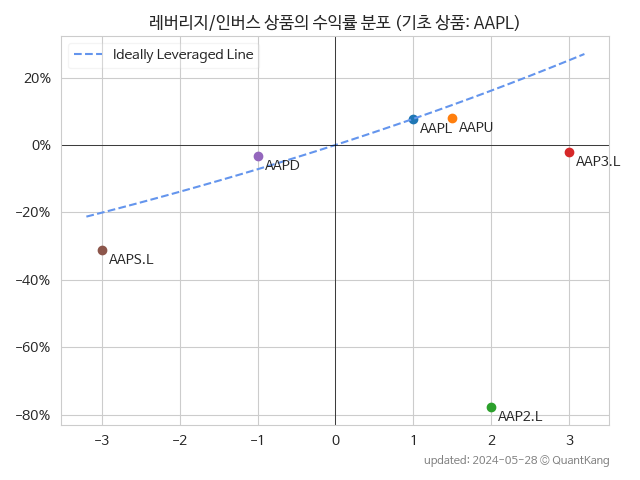 레버리지/인버스 상품의 수익률 분포 (기초 상품: AAPL)
Ideally Leveraged Line
20%
0%
−20%
−40%
−60%
−80%
AAPL
AAPU
AAP3.L
AAPD
AAPS.L
AAP2.L
−3
−2
−1
0
1
2
3
updated: 2024-05-28 © QuantKang